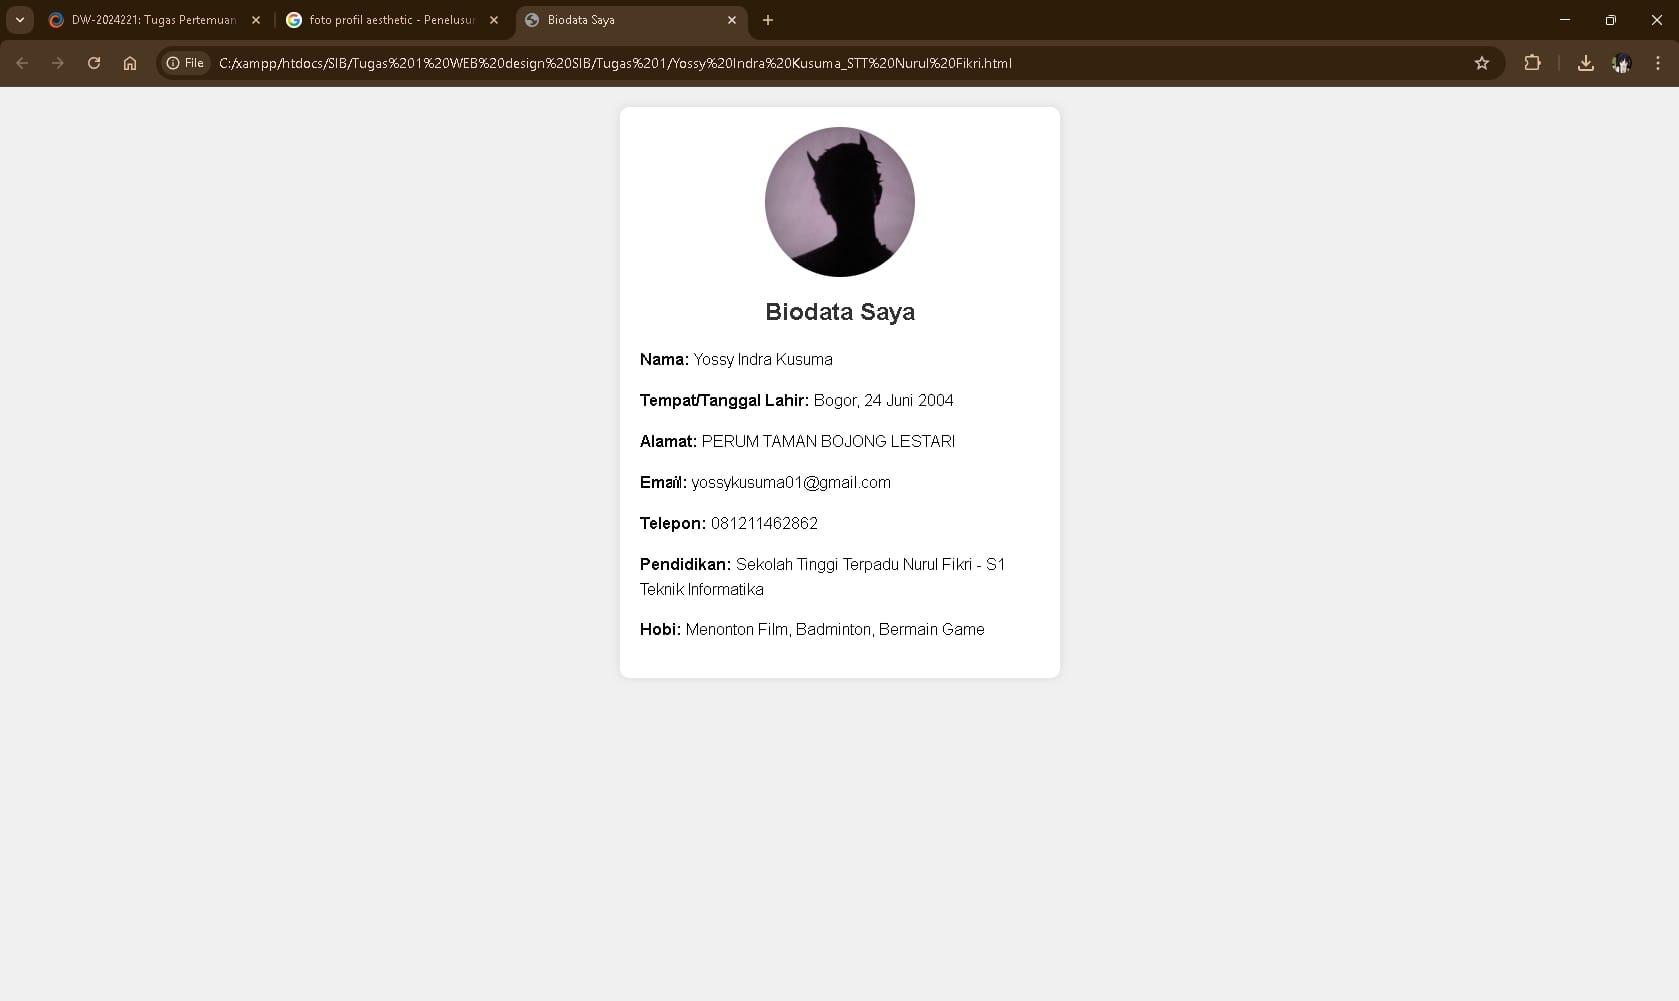 DW-2024221: Tugas Pertemuan
foto profil aesthetic - Penelusur
Biodata Saya
File
C:/xampp/htdocs/SIB/Tugas%201%20WEB%20design%20SIB/Tugas%201/Yossy%20Indra%20Kusuma_STT%20Nurul%20Fikri.html
Biodata Saya
Nama: Yossy Indra Kusuma
Tempat/Tanggal Lahir: Bogor, 24 Juni 2004
Alamat: PERUM TAMAN BOJONG LESTARI
Email: yossykusuma01@gmail.com
Telepon: 081211462862
Pendidikan: Sekolah Tinggi Terpadu Nurul Fikri - S1
Teknik Informatika
Hobi: Menonton Film, Badminton, Bermain Game